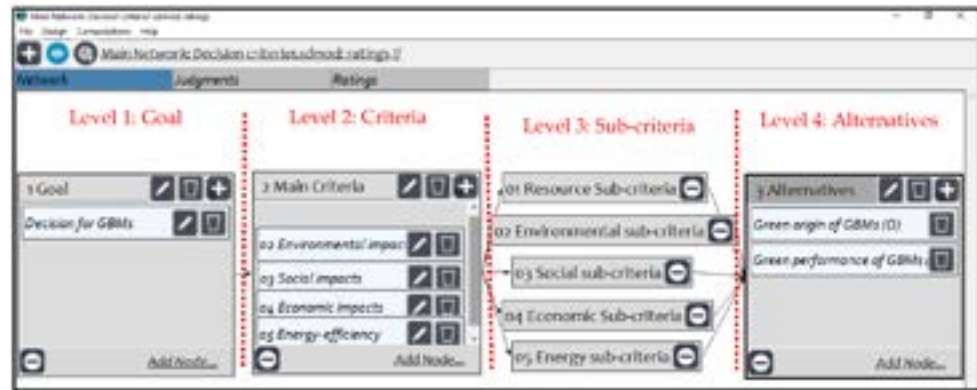 Main Network: Decision criteria.sdmod: ratings
File Design Computations Help
Main Network: Decision criteria.sdmod: ratings //
Network Judgments Ratings
Level 1: Goal
Level 2: Criteria
Level 3: Sub-criteria
Level 4: Alternatives
1 Goal
Decision for GBMs
Add Node...
2 Main Criteria
02 Environmental impac
03 Social impacts
04 Economic impacts
05 Energy-efficiency
Add Node...
01 Resource Sub-criteria
02 Environmental sub-criteria
03 Social sub-criteria
04 Economic Sub-criteria
05 Energy sub-criteria
3 Alternatives
Green origin of GBMs (O)
Green performance of GBMs
Add Node...